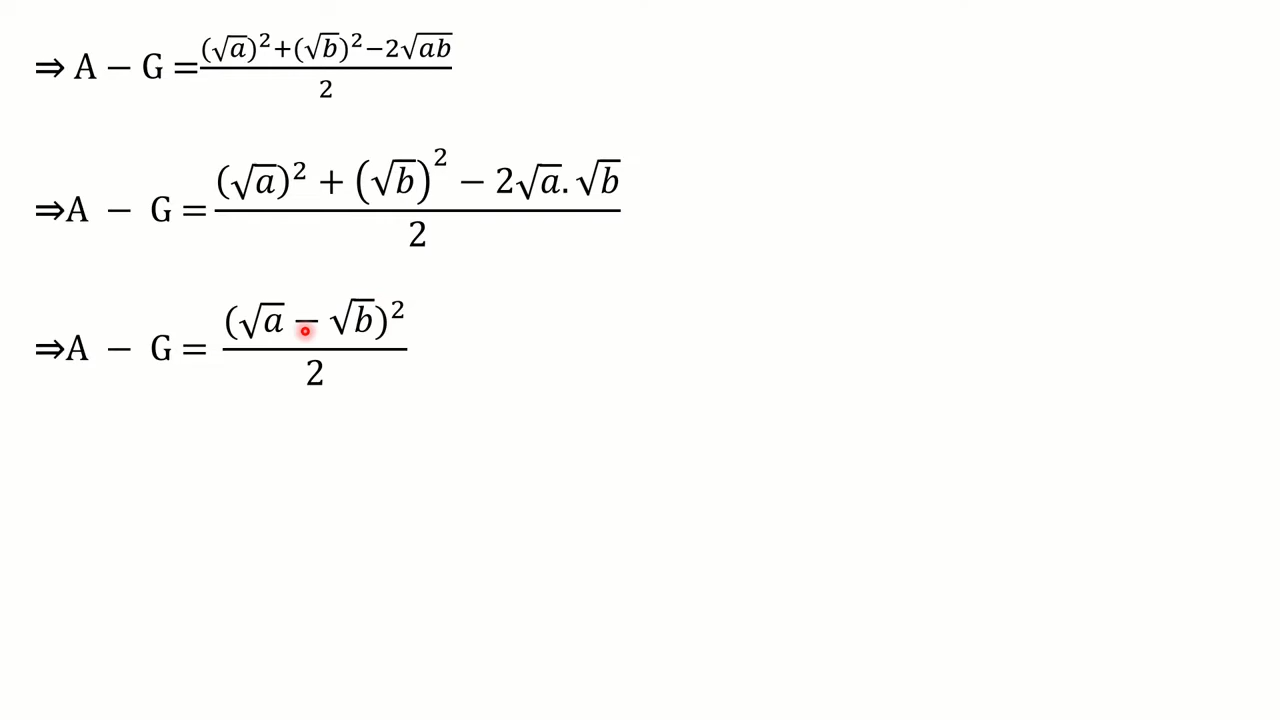 ⇒ A − G = ((√a)²+(√b)²−2√ab)/2
⇒A − G = ((√a)² + (√b)² − 2√a. √b)/2
⇒A − G = (√a − √b)²/2